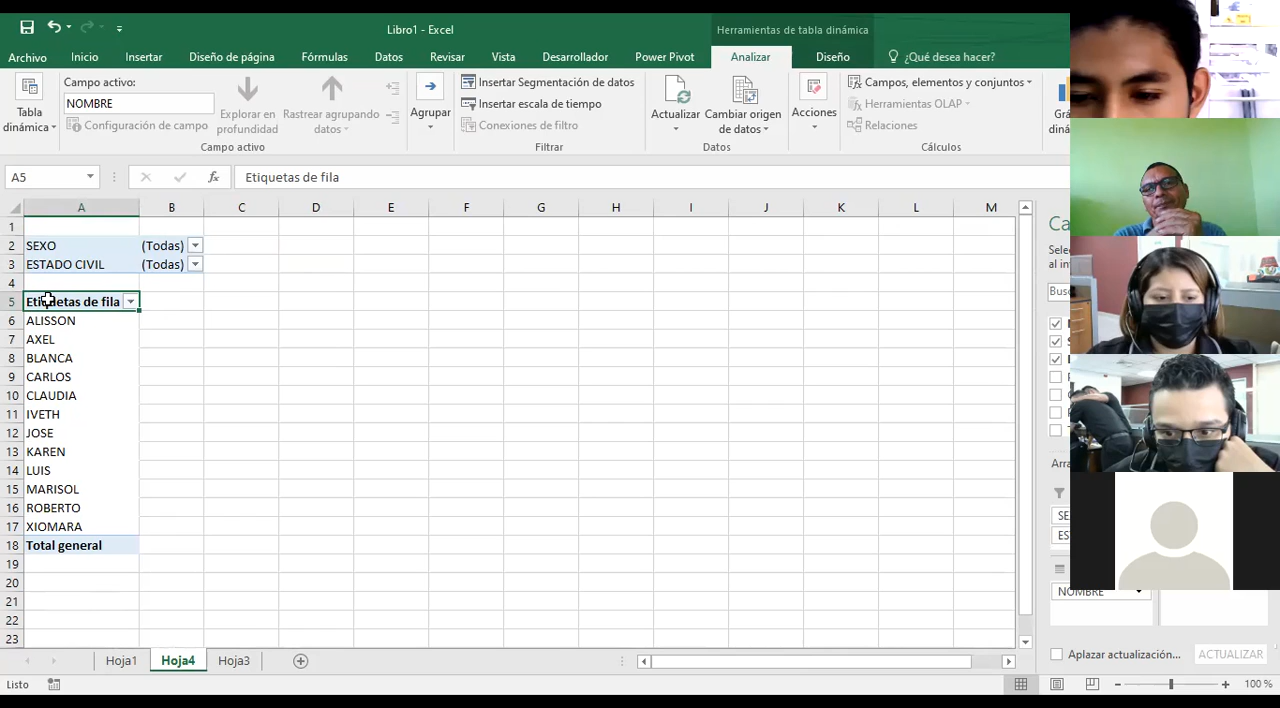 Libro1 - Excel
Herramientas de tabla dinámica
Archivo Inicio Insertar Diseño de página Fórmulas Datos Revisar Vista Desarrollador Power Pivot Analizar Diseño ¿Qué desea hacer?
Campo activo:
NOMBRE
Configuración de campo
Tabla dinámica
Explorar en profundidad
Rastrear agrupando datos
Campo activo
Agrupar
Insertar Segmentación de datos
Insertar escala de tiempo
Conexiones de filtro
Filtrar
Actualizar
Cambiar origen de datos
Datos
Acciones
Campos, elementos y conjuntos
Herramientas OLAP
Relaciones
Cálculos
A5
fx
Etiquetas de fila
A B C D E F G H I J K L M
1
2 SEXO (Todas)
3 ESTADO CIVIL (Todas)
4
5 Etiquetas de fila
6 ALISSON
7 AXEL
8 BLANCA
9 CARLOS
10 CLAUDIA
11 IVETH
12 JOSE
13 KAREN
14 LUIS
15 MARISOL
16 ROBERTO
17 XIOMARA
18 Total general
19
20
21
22
23
NOMBRE
Aplazar actualización... ACTUALIZAR
Hoja1 Hoja4 Hoja3
Listo
100 %